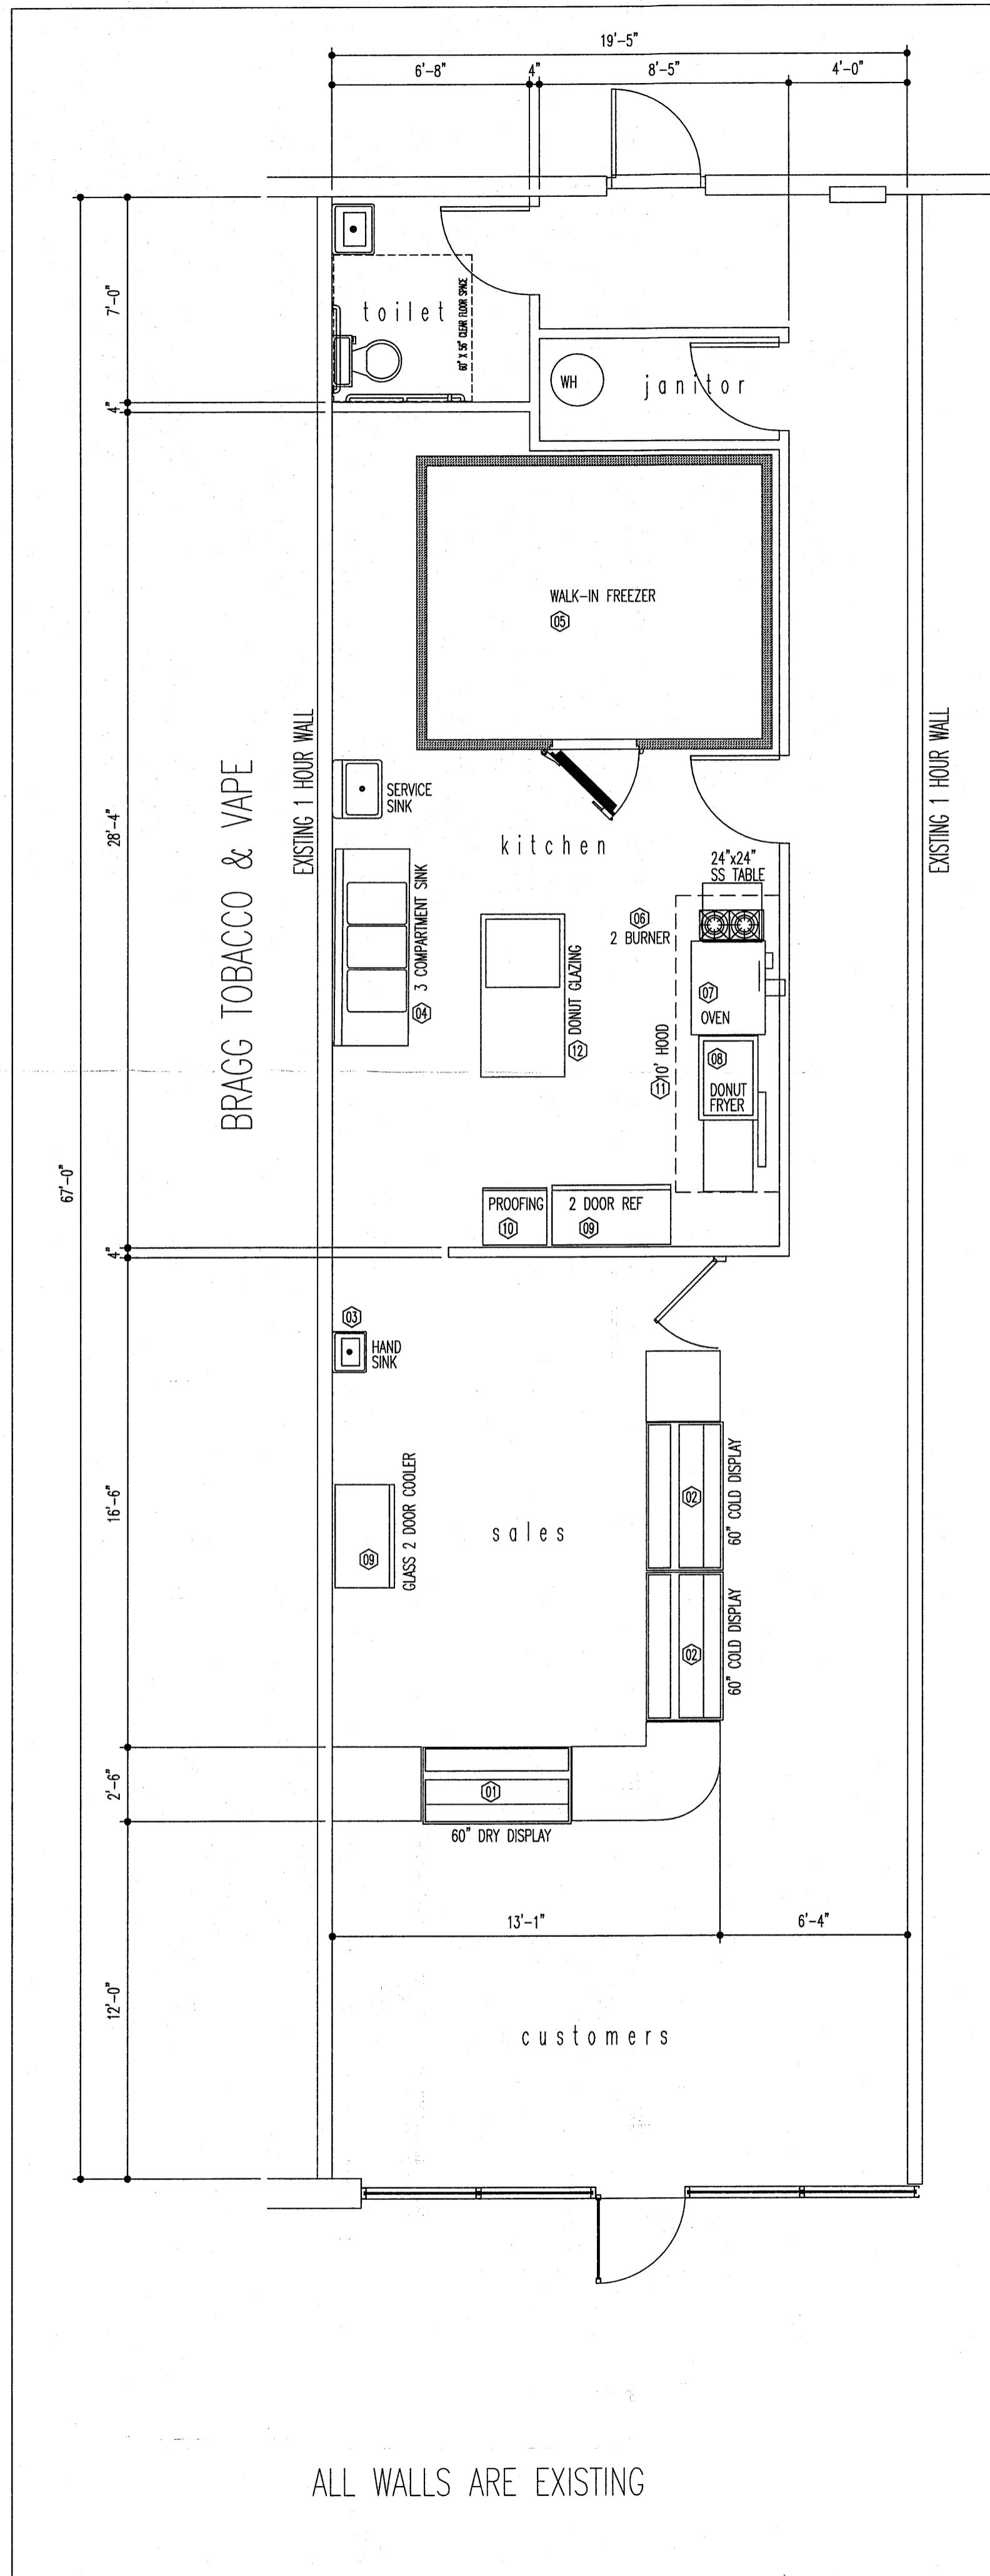 19'-5"
6'-8"
4"
8'-5"
4'-0"
7'-0"
toilet
60" X 56" CLEAR FLOOR SPACE
WH
janitor
4"
WALK-IN FREEZER
05
BRAGG TOBACCO & VAPE
EXISTING 1 HOUR WALL
EXISTING 1 HOUR WALL
28'-4"
SERVICE
SINK
kitchen
24"x24"
SS TABLE
06
2 BURNER
3 COMPARTMENT SINK
04
DONUT GLAZING
12
07
OVEN
10' HOOD
11
08
DONUT
FRYER
67'-0"
PROOFING
10
2 DOOR REF
09
4"
03
HAND
SINK
16'-6"
GLASS 2 DOOR COOLER
09
sales
02
60" COLD DISPLAY
02
60" COLD DISPLAY
2'-6"
01
60" DRY DISPLAY
13'-1"
6'-4"
12'-0"
customers
ALL WALLS ARE EXISTING